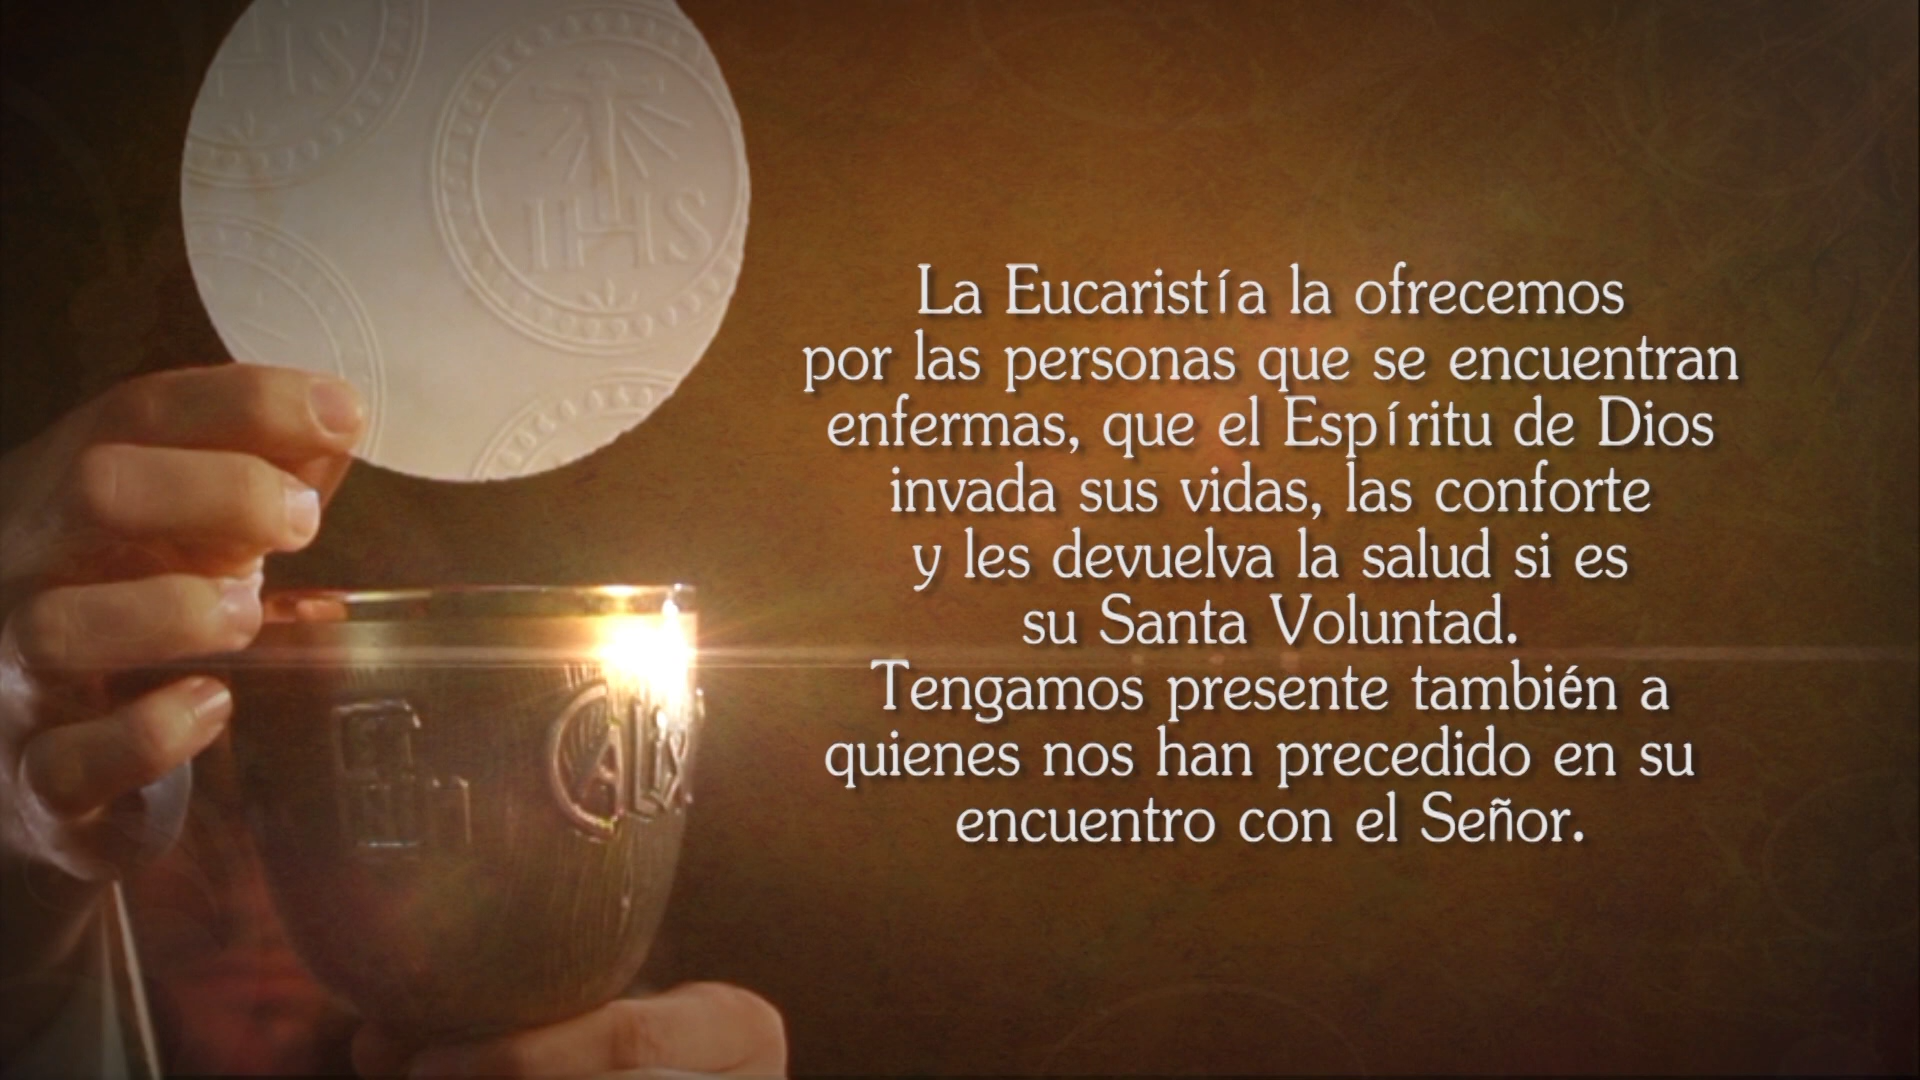 IHS
La Eucaristía la ofrecemos
por las personas que se encuentran
enfermas, que el Espíritu de Dios
invada sus vidas, las conforte
y les devuelva la salud si es
su Santa Voluntad.
Tengamos presente también a
quienes nos han precedido en su
encuentro con el Señor.
CALIX